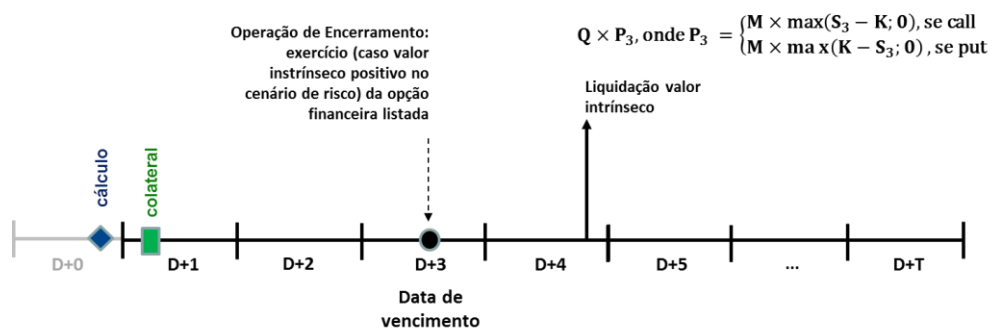 Operação de Encerramento:
exercício (caso valor
instrínseco positivo no
cenário de risco) da opção
financeira listada
Q × P₃, onde P₃ = { M × max(S₃ − K; 0), se call
M × ma x(K − S₃; 0) , se put
Liquidação valor
intrínseco
cálculo
colateral
D+0 D+1 D+2 D+3 D+4 D+5 ... D+T
Data de
vencimento